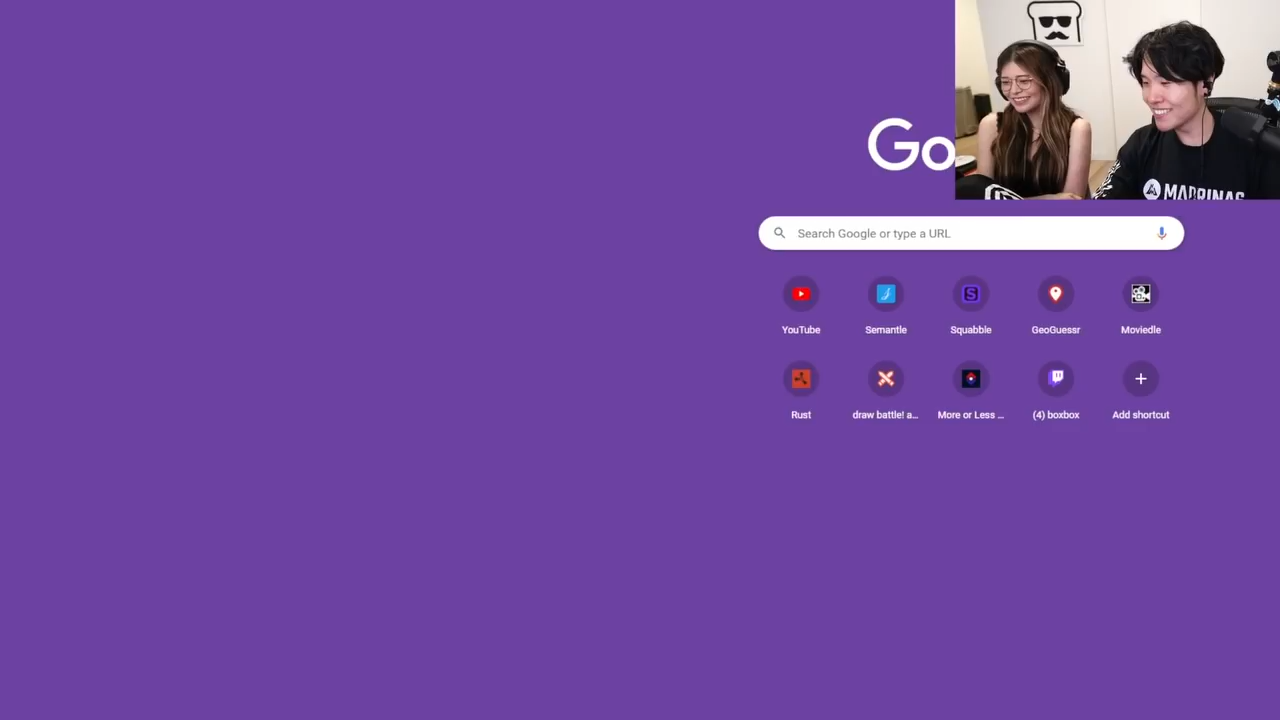 Go
MADRINAS
Search Google or type a URL
YouTube
Semantle
Squabble
GeoGuessr
Moviedle
Rust
draw battle! a...
More or Less ...
(4) boxbox
Add shortcut